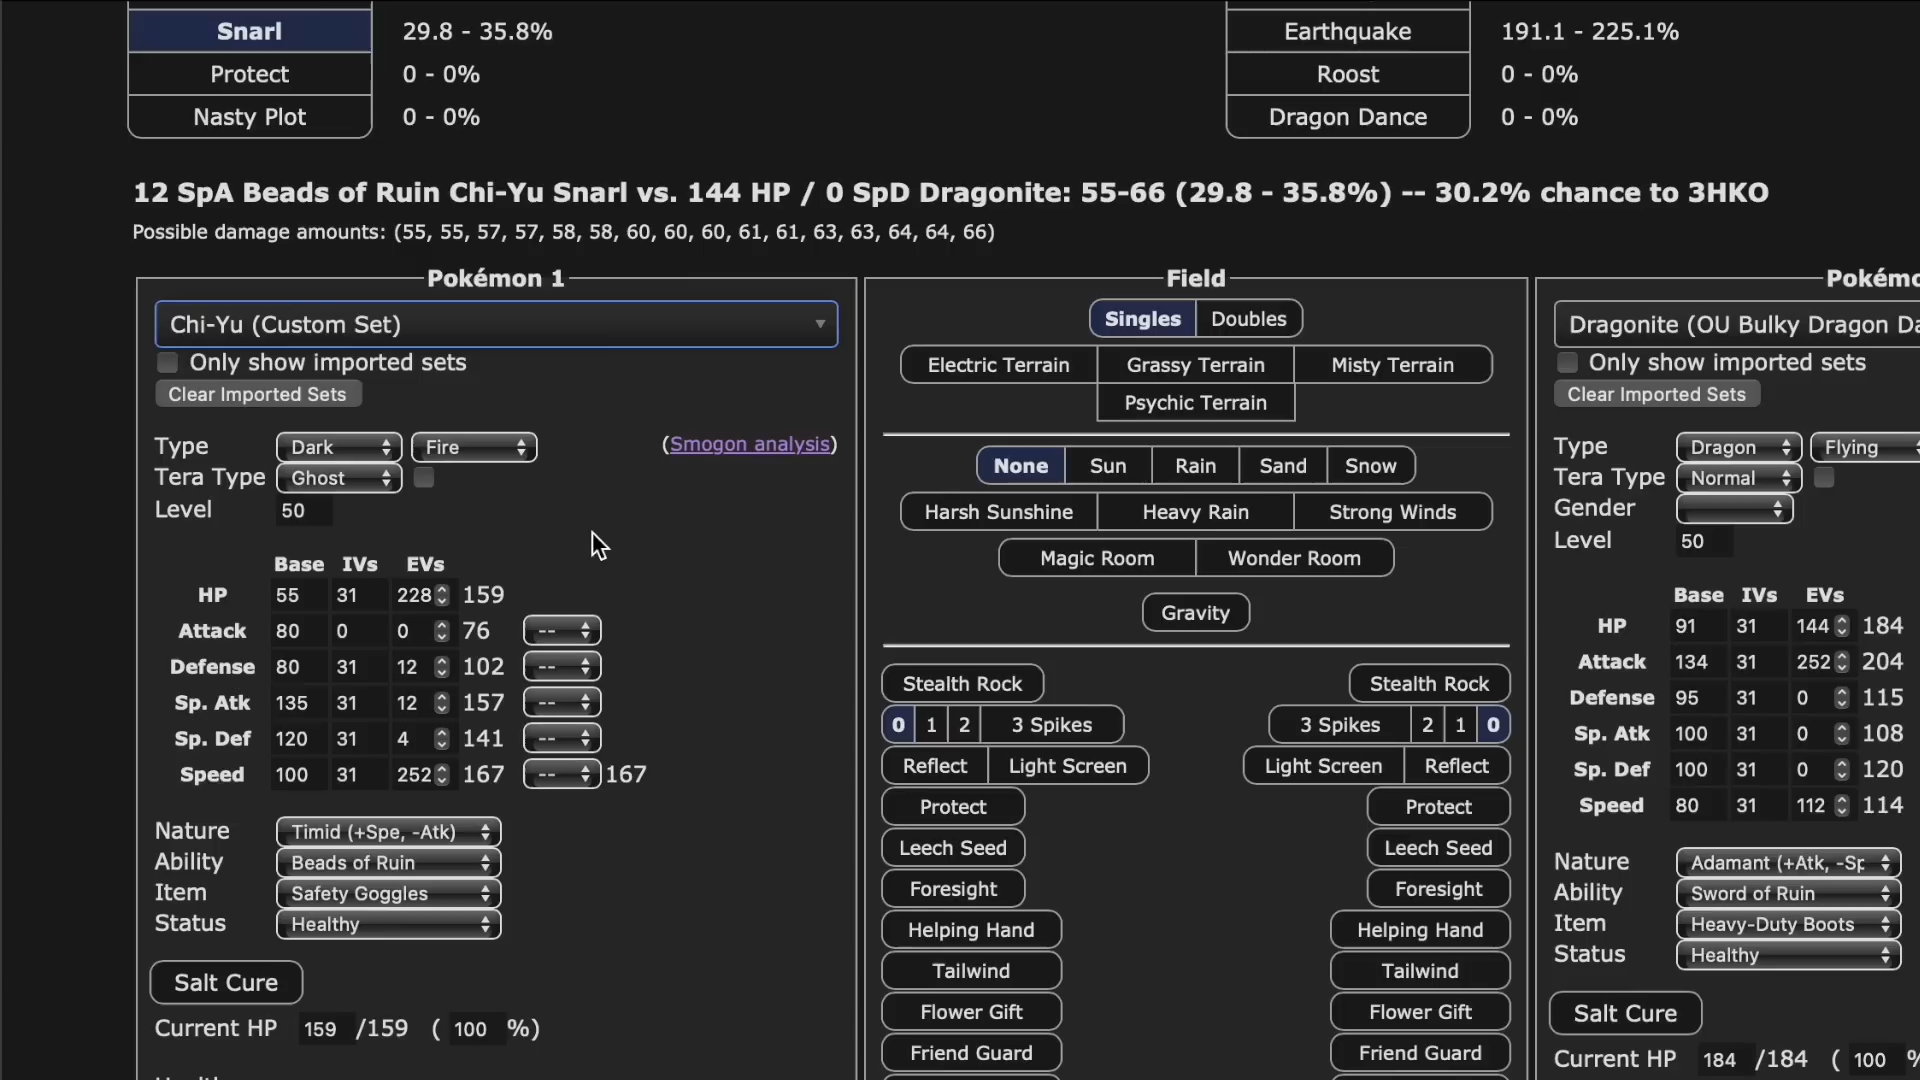 Snarl 29.8 - 35.8%
Protect 0 - 0%
Nasty Plot 0 - 0%
Earthquake 191.1 - 225.1%
Roost 0 - 0%
Dragon Dance 0 - 0%
12 SpA Beads of Ruin Chi-Yu Snarl vs. 144 HP / 0 SpD Dragonite: 55-66 (29.8 - 35.8%) -- 30.2% chance to 3HKO
Possible damage amounts: (55, 55, 57, 57, 58, 58, 60, 60, 60, 61, 61, 63, 63, 64, 64, 66)
Pokémon 1
Chi-Yu (Custom Set)
Only show imported sets
Clear Imported Sets
Type Dark Fire (Smogon analysis)
Tera Type Ghost
Level 50
Base IVs EVs
HP 55 31 228 159
Attack 80 0 0 76 --
Defense 80 31 12 102 --
Sp. Atk 135 31 12 157 --
Sp. Def 120 31 4 141 --
Speed 100 31 252 167 -- 167
Nature Timid (+Spe, -Atk)
Ability Beads of Ruin
Item Safety Goggles
Status Healthy
Salt Cure
Current HP 159 /159 ( 100 %)
Field
Singles Doubles
Electric Terrain Grassy Terrain Misty Terrain
Psychic Terrain
None Sun Rain Sand Snow
Harsh Sunshine Heavy Rain Strong Winds
Magic Room Wonder Room
Gravity
Stealth Rock Stealth Rock
0 1 2 3 Spikes 3 Spikes 2 1 0
Reflect Light Screen Light Screen Reflect
Protect Protect
Leech Seed Leech Seed
Foresight Foresight
Helping Hand Helping Hand
Tailwind Tailwind
Flower Gift Flower Gift
Friend Guard Friend Guard
Pokémo
Dragonite (OU Bulky Dragon Da
Only show imported sets
Clear Imported Sets
Type Dragon Flying
Tera Type Normal
Gender
Level 50
Base IVs EVs
HP 91 31 144 184
Attack 134 31 252 204
Defense 95 31 0 115
Sp. Atk 100 31 0 108
Sp. Def 100 31 0 120
Speed 80 31 112 114
Nature Adamant (+Atk, -Sp
Ability Sword of Ruin
Item Heavy-Duty Boots
Status Healthy
Salt Cure
Current HP 184 /184 ( 100 %